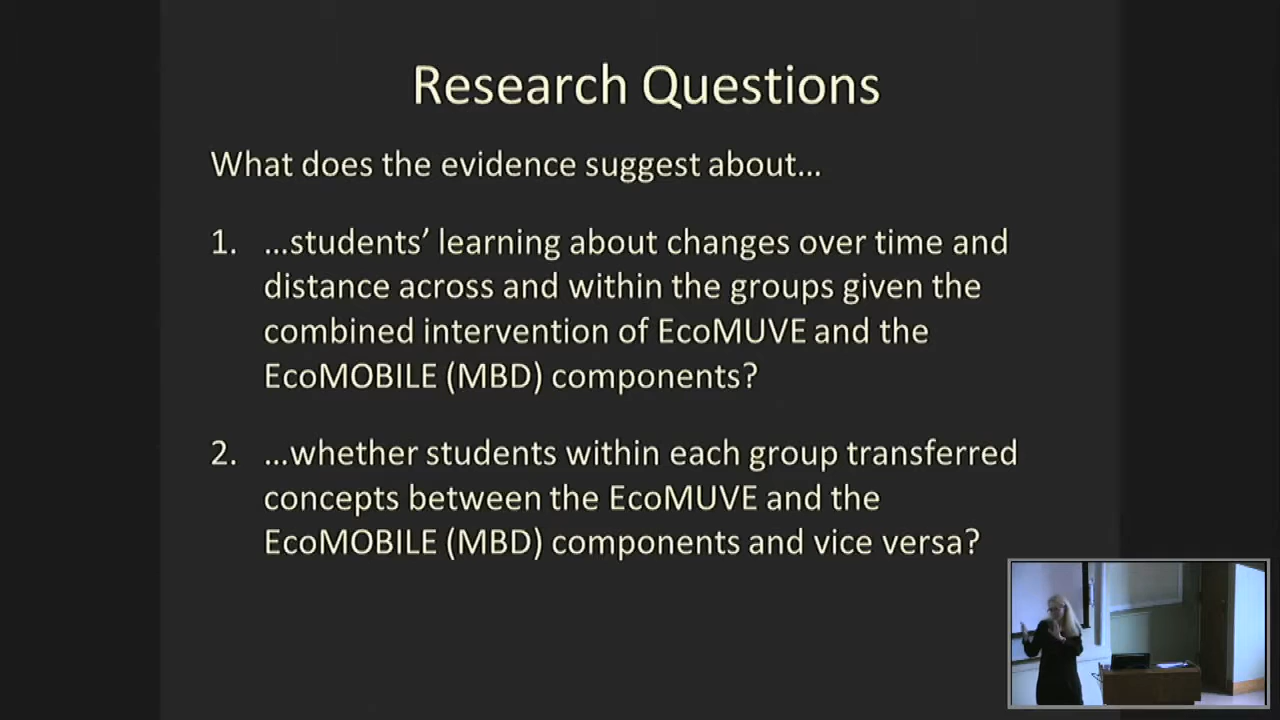 Research Questions
What does the evidence suggest about…
1. …students’ learning about changes over time and
distance across and within the groups given the
combined intervention of EcoMUVE and the
EcoMOBILE (MBD) components?
2. …whether students within each group transferred
concepts between the EcoMUVE and the
EcoMOBILE (MBD) components and vice versa?